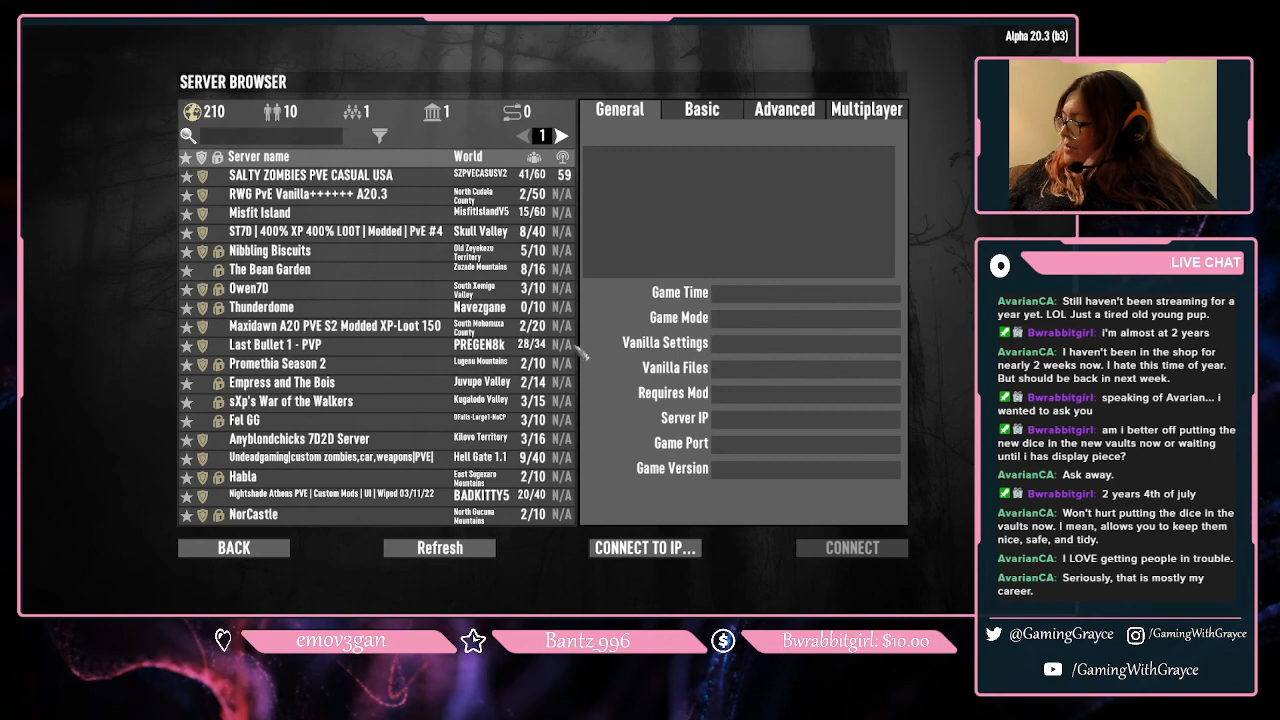 Alpha 20.3 (b3)
SERVER BROWSER
210 10 1 1 0
1
Server name World
SALTY ZOMBIES PVE CASUAL USA SZPVECASUSV2 41/60 59
RWG PvE Vanilla++++++ A20.3 North Cudala County 2/50 N/A
Misfit Island MisfitIslandV5 15/60 N/A
ST7D | 400% XP 400% LOOT | Modded | PvE #4 Skull Valley 8/40 N/A
Nibbling Biscuits Old Zeyekezu Territory 5/10 N/A
The Bean Garden Zozade Mountains 8/16 N/A
Owen7D South Xemigu Valley 3/10 N/A
Thunderdome Navezgane 0/10 N/A
Maxidawn A20 PVE S2 Modded XP-Loot 150 South Mohomuxa County 2/20 N/A
Last Bullet 1 - PVP PREGEN8k 28/34 N/A
Promethia Season 2 Lugenu Mountains 2/10 N/A
Empress and The Bois Juvupe Valley 2/14 N/A
sXp's War of the Walkers Kugalodo Valley 3/15 N/A
Fel GG DFalls-Large1-NoCP 3/10 N/A
Anyblondchicks 7D2D Server Kilovo Territory 3/16 N/A
Undeadgaming|custom zombies,car,weapons|PVE| Hell Gate 1.1 9/40 N/A
Habla East Sugexaro Mountains 2/10 N/A
Nightshade Athens PVE | Custom Mods | UI | Wiped 03/11/22 BADKITTY5 20/40 N/A
NorCastle North Gucuna Mountains 2/10 N/A
BACK
Refresh
General Basic Advanced Multiplayer
Game Time
Game Mode
Vanilla Settings
Vanilla Files
Requires Mod
Server IP
Game Port
Game Version
CONNECT TO IP...
CONNECT
LIVE CHAT
AvarianCA: Still haven't been streaming for a
year yet. LOL Just a tired old young pup.
Bwrabbitgirl: i'm almost at 2 years
AvarianCA: I haven't been in the shop for
nearly 2 weeks now. I hate this time of year.
But should be back in next week.
Bwrabbitgirl: speaking of Avarian... i
wanted to ask you
Bwrabbitgirl: am i better off putting the
new dice in the new vaults now or waiting
until i has display piece?
AvarianCA: Ask away.
Bwrabbitgirl: 2 years 4th of july
AvarianCA: Won't hurt putting the dice in the
vaults now. I mean, allows you to keep them
nice, safe, and tidy.
AvarianCA: I LOVE getting people in trouble.
AvarianCA: Seriously, that is mostly my
career.
emov3gan
Bantz 996
Bwrabbitgirl: $10.00
@GamingGrayce
/GamingWithGrayce
/GamingWithGrayce